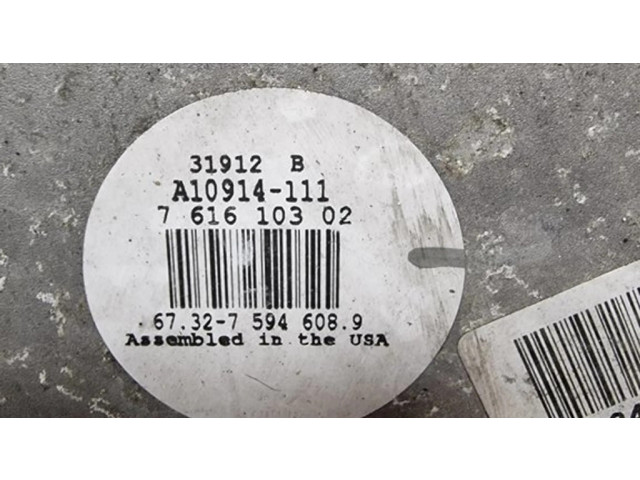 31912 B
A10914-111
7 616 103 02
67.32-7 594 608.9
Assembled in the USA